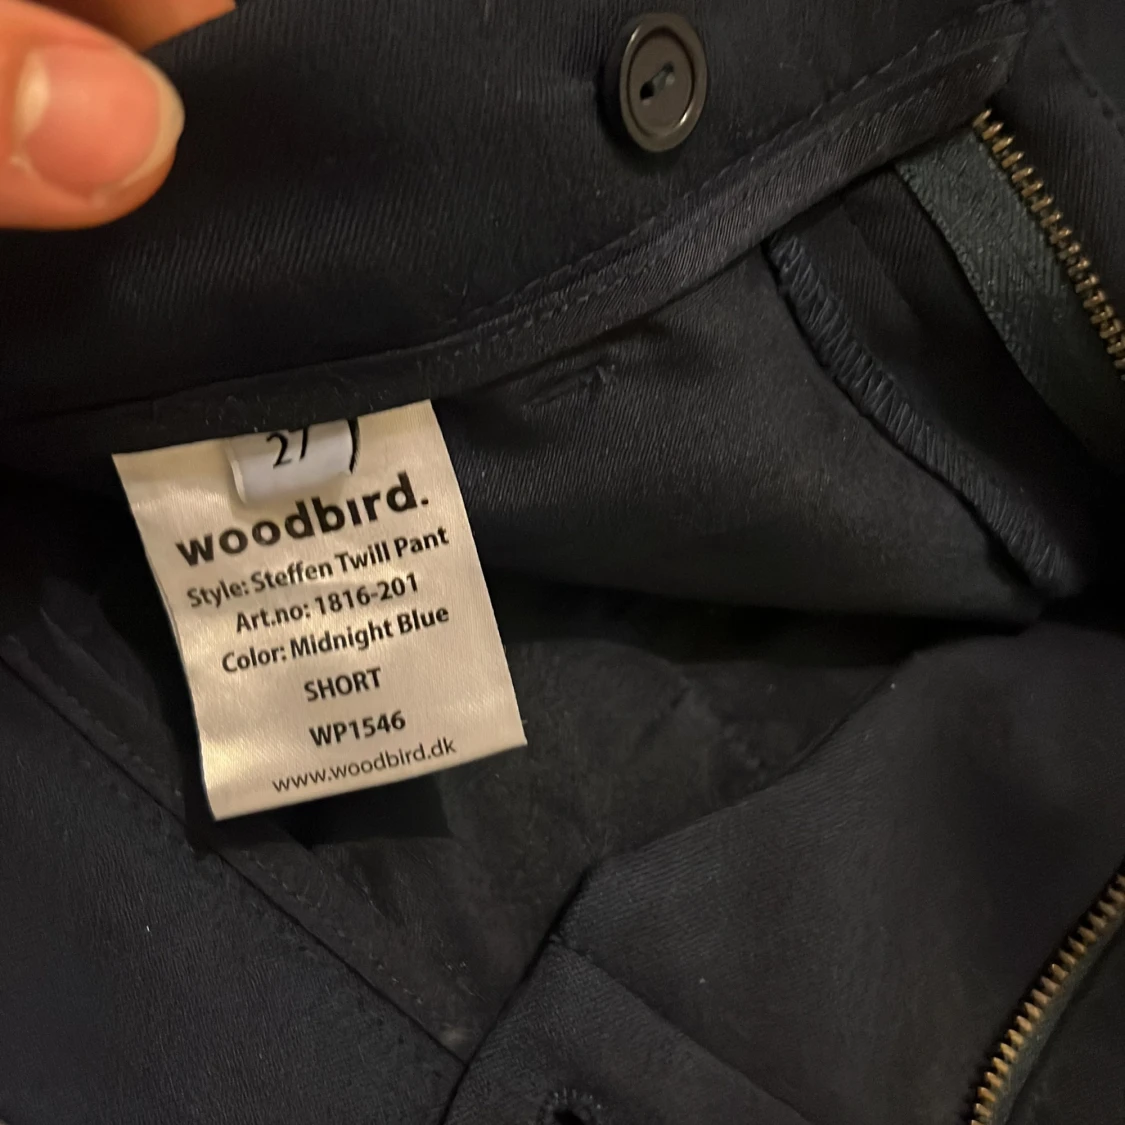 27
woodbird.
Style: Steffen Twill Pant
Art.no: 1816-201
Color: Midnight Blue
SHORT
WP1546
www.woodbird.dk